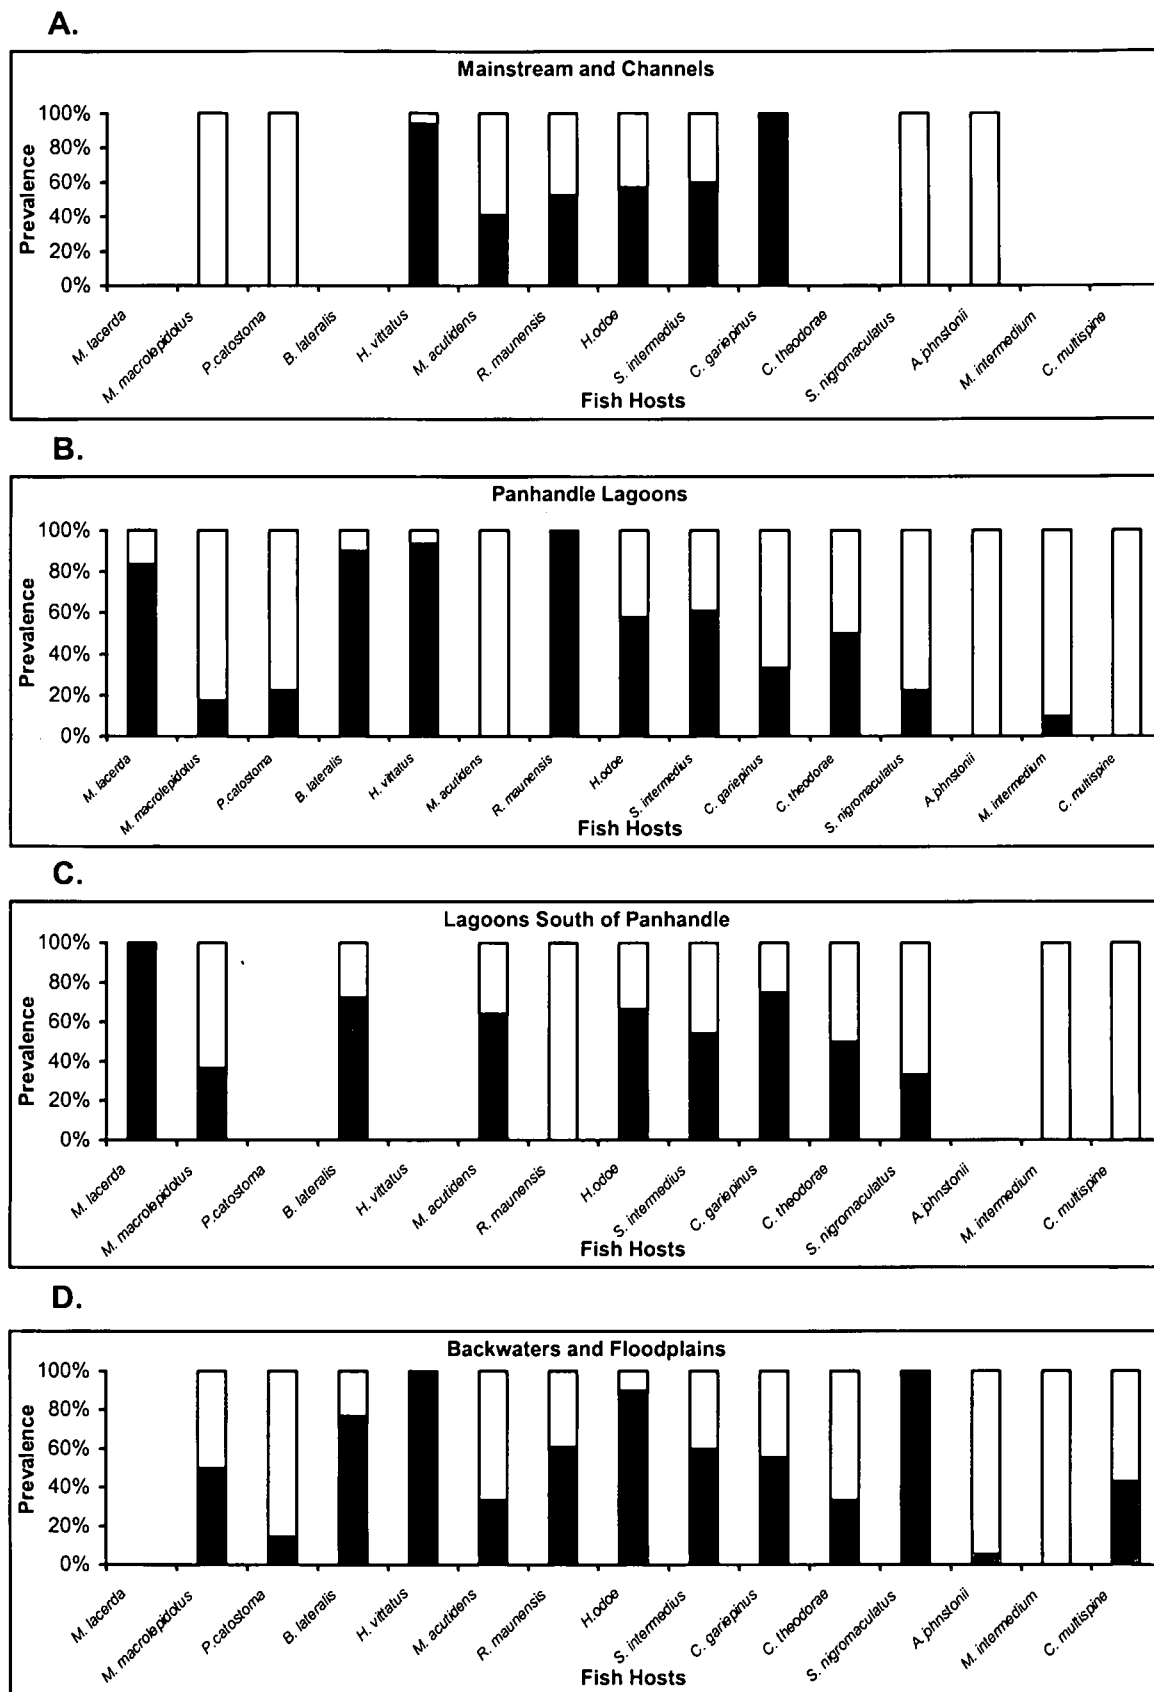 A.
Mainstream and Channels
Prevalence
100%
80%
60%
40%
20%
0%
M. lacerda
M. macrolepidotus
P.catostoma
B. lateralis
H. vittatus
M. acutidens
R. maunensis
H.odoe
S. intermedius
C. gariepinus
C. theodorae
S. nigromaculatus
A.johnstonii
M. intermedium
C. multispine
Fish Hosts
B.
Panhandle Lagoons
Prevalence
100%
80%
60%
40%
20%
0%
M. lacerda
M. macrolepidotus
P.catostoma
B. lateralis
H. vittatus
M. acutidens
R. maunensis
H.odoe
S. intermedius
C. gariepinus
C. theodorae
S. nigromaculatus
A.johnstonii
M. intermedium
C. multispine
Fish Hosts
C.
Lagoons South of Panhandle
Prevalence
100%
80%
60%
40%
20%
0%
M. lacerda
M. macrolepidotus
P.catostoma
B. lateralis
H. vittatus
M. acutidens
R. maunensis
H.odoe
S. intermedius
C. gariepinus
C. theodorae
S. nigromaculatus
A.johnstonii
M. intermedium
C. multispine
Fish Hosts
D.
Backwaters and Floodplains
Prevalence
100%
80%
60%
40%
20%
0%
M. lacerda
M. macrolepidotus
P.catostoma
B. lateralis
H. vittatus
M. acutidens
R. maunensis
H.odoe
S. intermedius
C. gariepinus
C. theodorae
S. nigromaculatus
A.johnstonii
M. intermedium
C. multispine
Fish Hosts